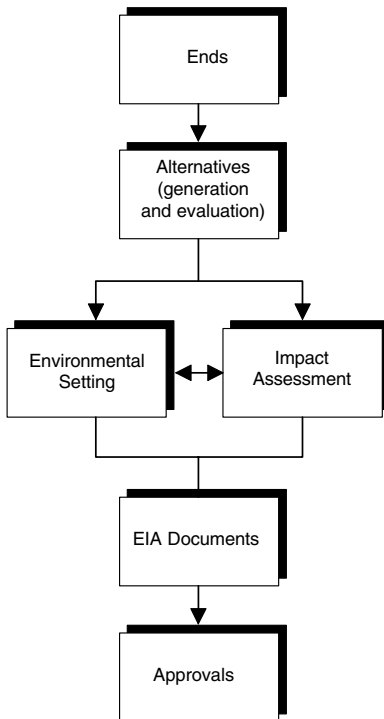 Ends
Alternatives
(generation
and evaluation)
Environmental
Setting
Impact
Assessment
EIA Documents
Approvals